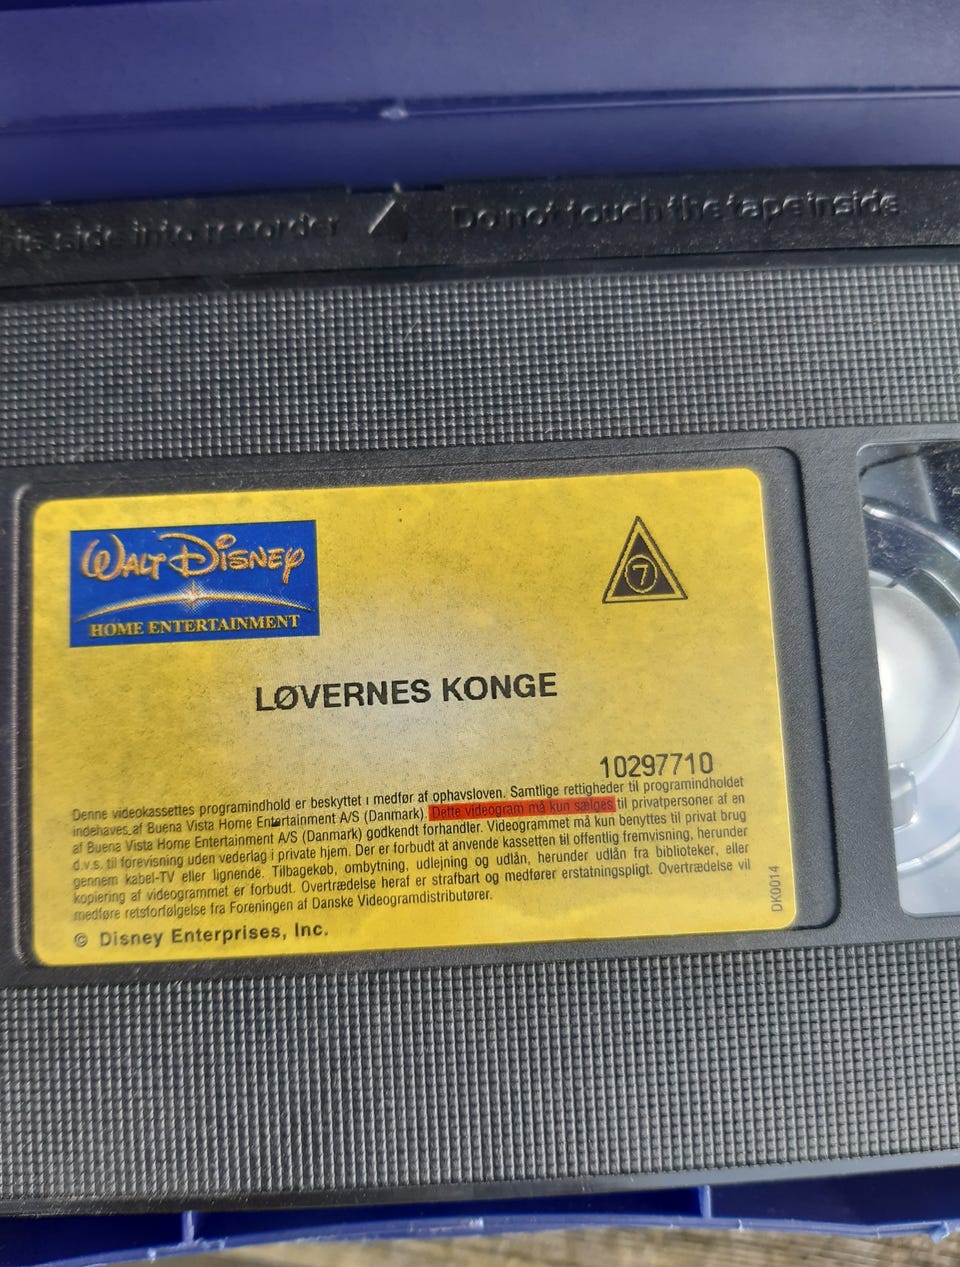 his side into recorder Do not touch the tape inside
WALT DISNEY
HOME ENTERTAINMENT
7
LØVERNES KONGE
10297710
Denne videokassettes programindhold er beskyttet i medfør af ophavsloven. Samtlige rettigheder til programindholdet
indehaves af Buena Vista Home Entertainment A/S (Danmark). Dette videogram må kun sælges til privatpersoner af en
af Buena Vista Home Entertainment A/S (Danmark) godkendt forhandler. Videogrammet må kun benyttes til privat brug
d.v.s. til forevisning uden vederlag i private hjem. Der er forbudt at anvende kassetten til offentlig fremvisning, herunder
gennem kabel-TV eller lignende. Tilbagekøb, ombytning, udlejning og udlån, herunder udlån fra biblioteker, eller
kopiering af videogrammet er forbudt. Overtrædelse heraf er strafbart og medfører erstatningspligt. Overtrædelse vil
medføre retsforfølgelse fra Foreningen af Danske Videogramdistributører.
© Disney Enterprises, Inc.
DK0014